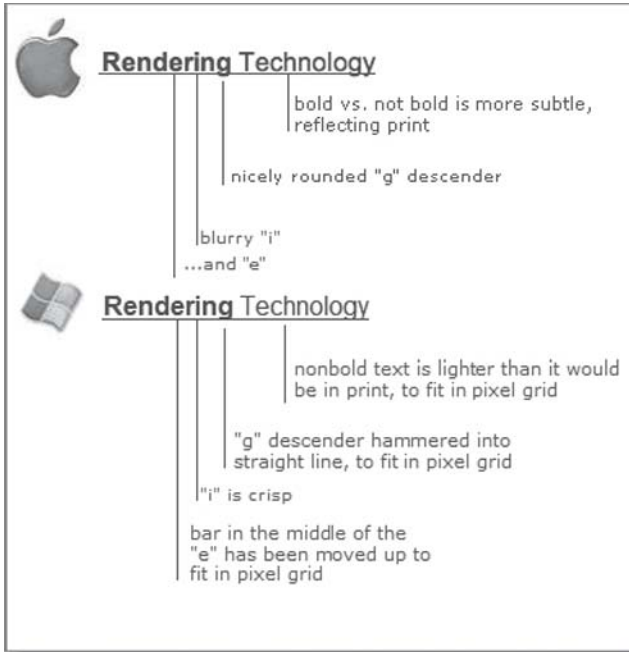 Rendering Technology
bold vs. not bold is more subtle,
reflecting print
nicely rounded "g" descender
blurry "i"
...and "e"
Rendering Technology
nonbold text is lighter than it would
be in print, to fit in pixel grid
"g" descender hammered into
straight line, to fit in pixel grid
"i" is crisp
bar in the middle of the
"e" has been moved up to
fit in pixel grid